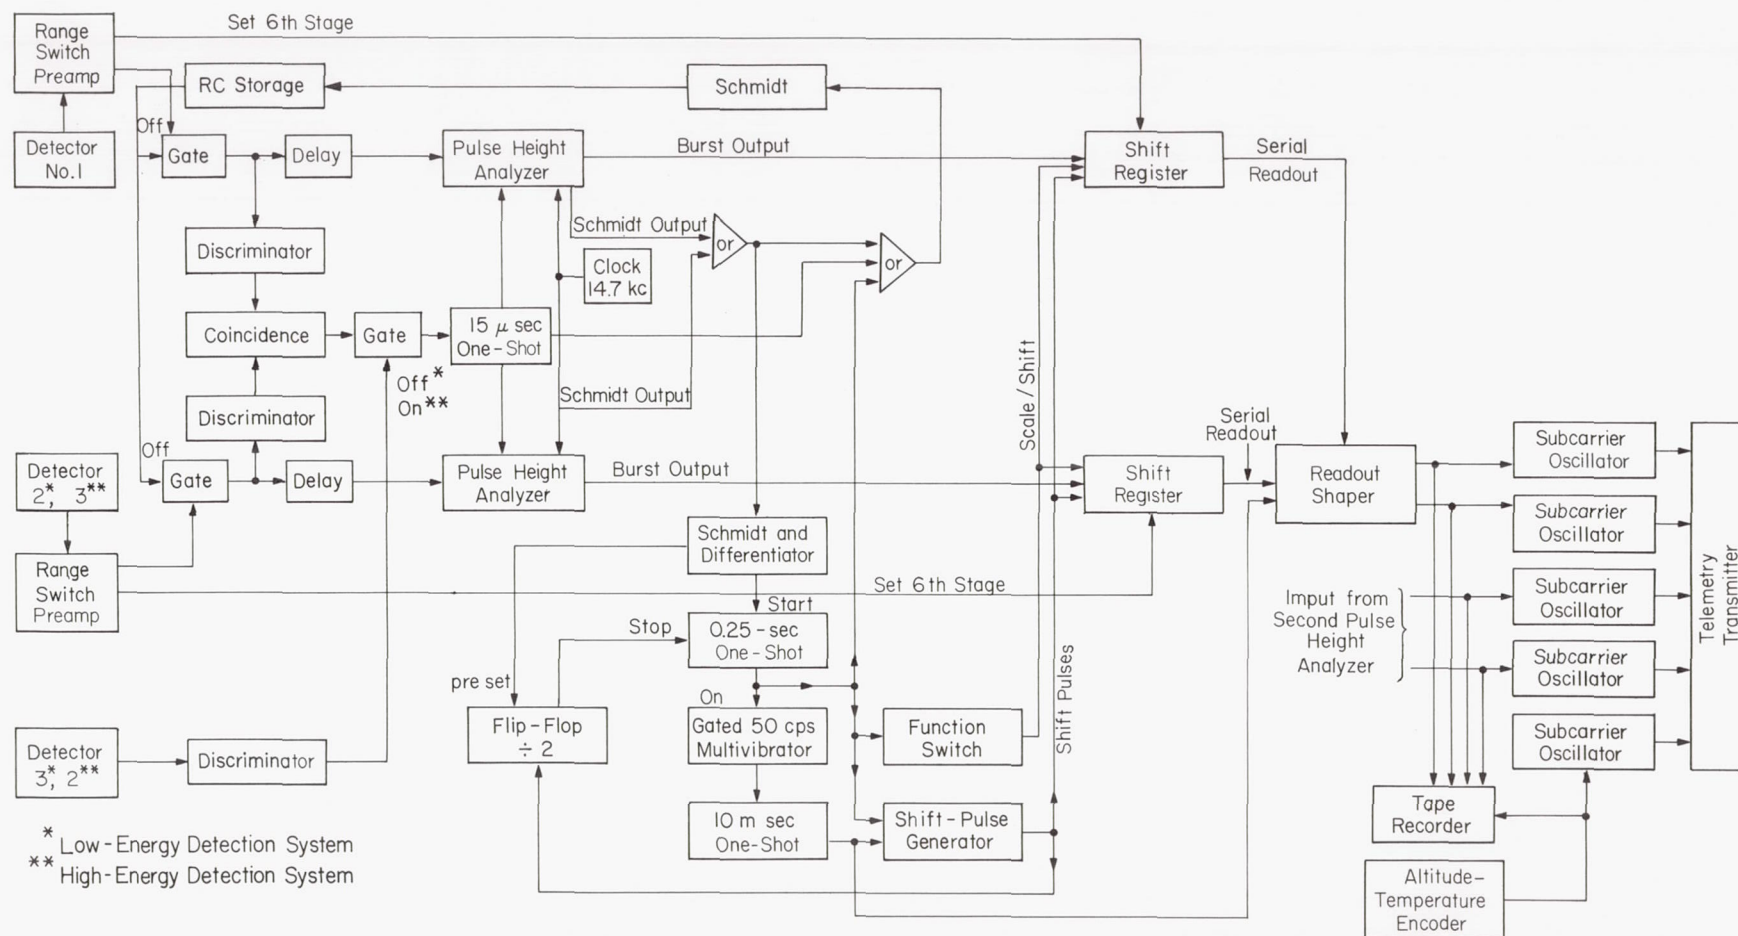 Range
Switch
Preamp
Set 6th Stage
RC Storage
Schmidt
Off
Detector
No.1
Gate
Delay
Pulse Height
Analyzer
Burst Output
Shift
Register
Serial
Readout
Schmidt Output
or
or
Discriminator
Clock
14.7 kc
Coincidence
Gate
15 μ sec
One-Shot
Off*
On**
Schmidt Output
Discriminator
Scale / Shift
Off
Detector
2*, 3**
Gate
Delay
Pulse Height
Analyzer
Burst Output
Shift
Register
Serial
Readout
Readout
Shaper
Subcarrier
Oscillator
Subcarrier
Oscillator
Range
Switch
Preamp
Schmidt and
Differentiator
Set 6th Stage
Start
Stop
0.25-sec
One-Shot
Imput from
Second Pulse
Height
Analyzer
Subcarrier
Oscillator
Subcarrier
Oscillator
Telemetry
Transmitter
pre set
On
Flip-Flop
÷ 2
Gated 50 cps
Multivibrator
Function
Switch
Shift Pulses
Subcarrier
Oscillator
Detector
3*, 2**
Discriminator
10 m sec
One-Shot
Shift-Pulse
Generator
Tape
Recorder
* Low-Energy Detection System
** High-Energy Detection System
Altitude-
Temperature
Encoder